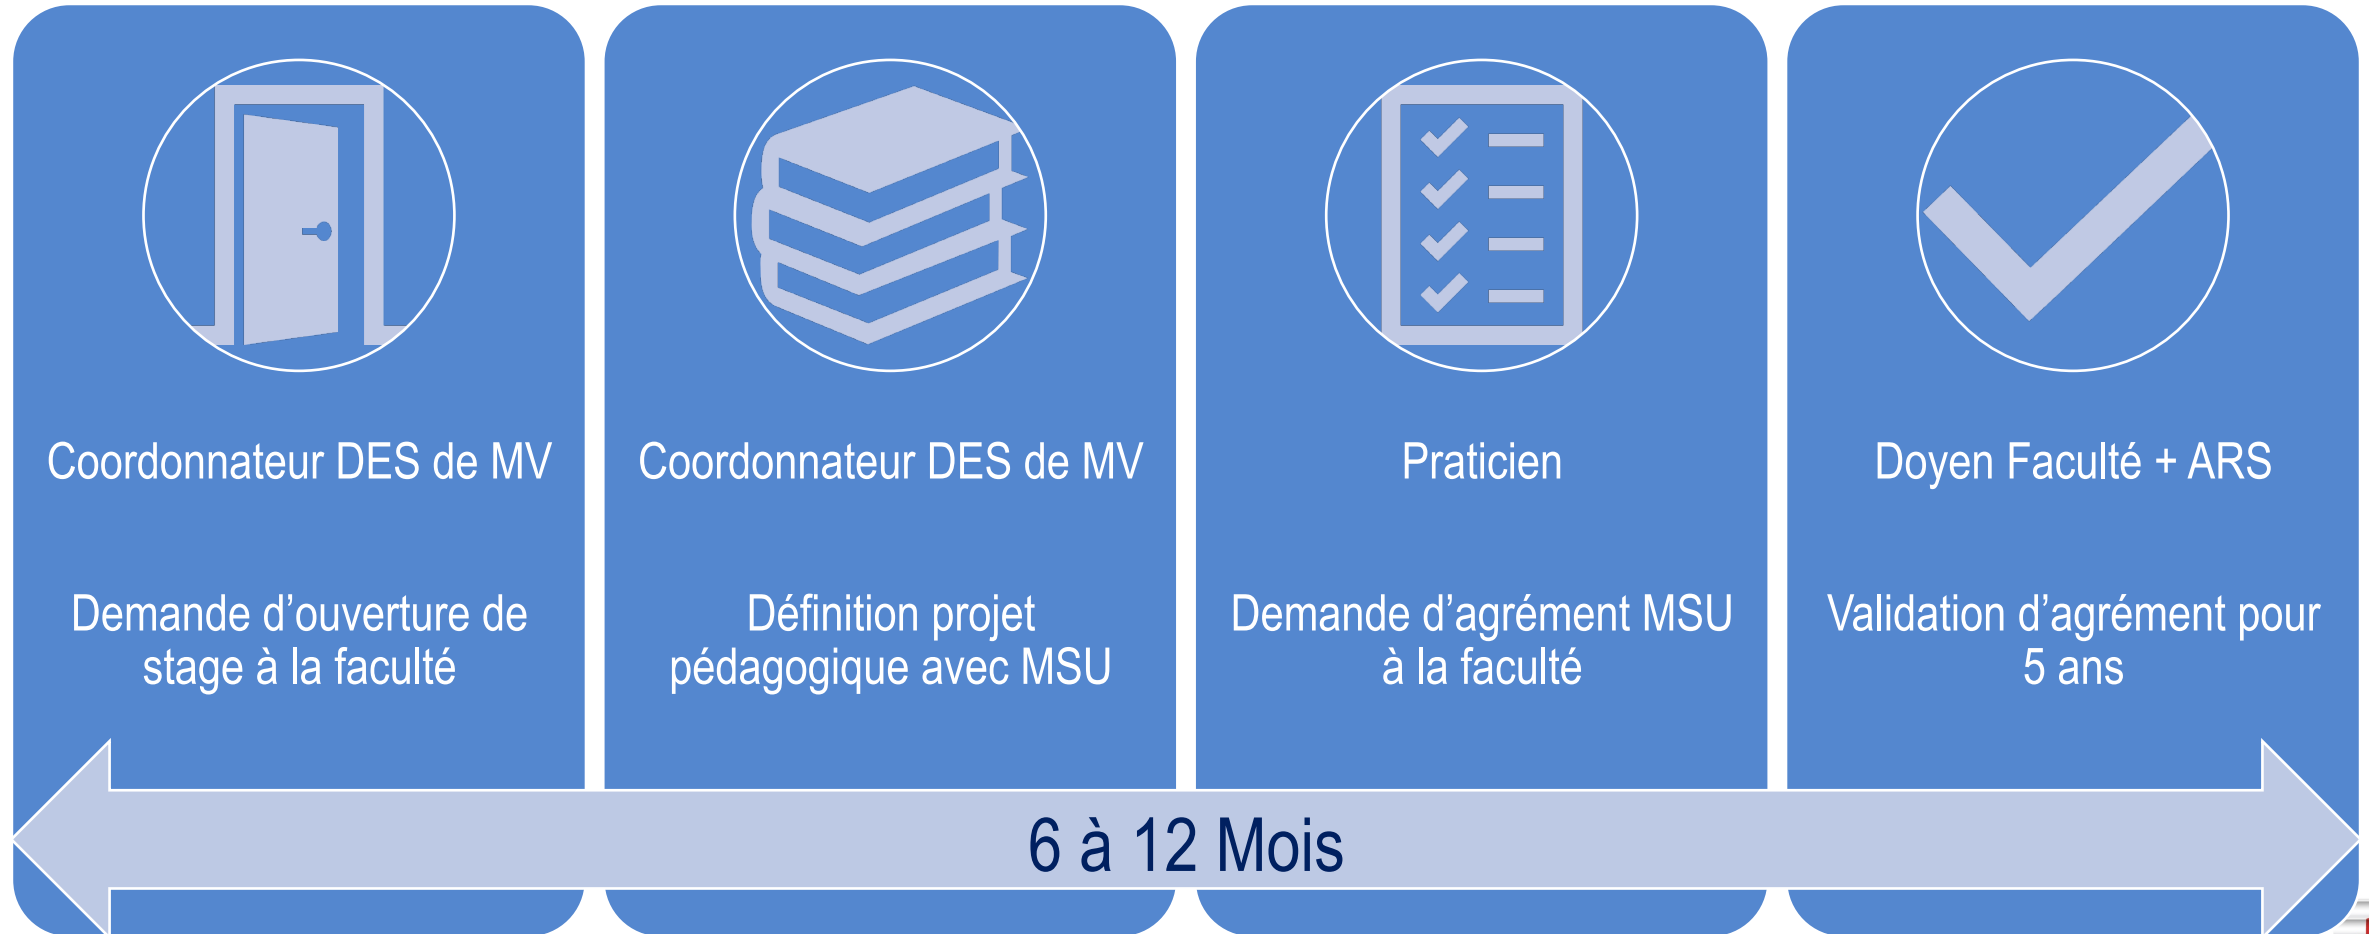 Coordonnateur DES de MV
Demande d'ouverture de
stage à la faculté
Coordonnateur DES de MV
Définition projet
pédagogique avec MSU
Praticien
Demande d'agrément MSU
à la faculté
Doyen Faculté + ARS
Validation d'agrément pour
5 ans
6 à 12 Mois